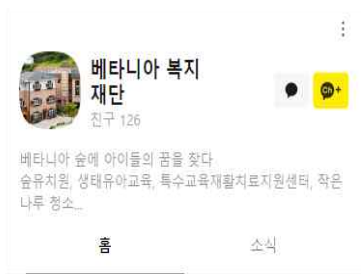 베타니아 복지
재단
친구 126
Ch+
베타니아 숲에 아이들의 꿈을 찾다
숲유치원, 생태유아교육, 특수교육재활치료지원센터, 작은
나루 청소...
홈 소식